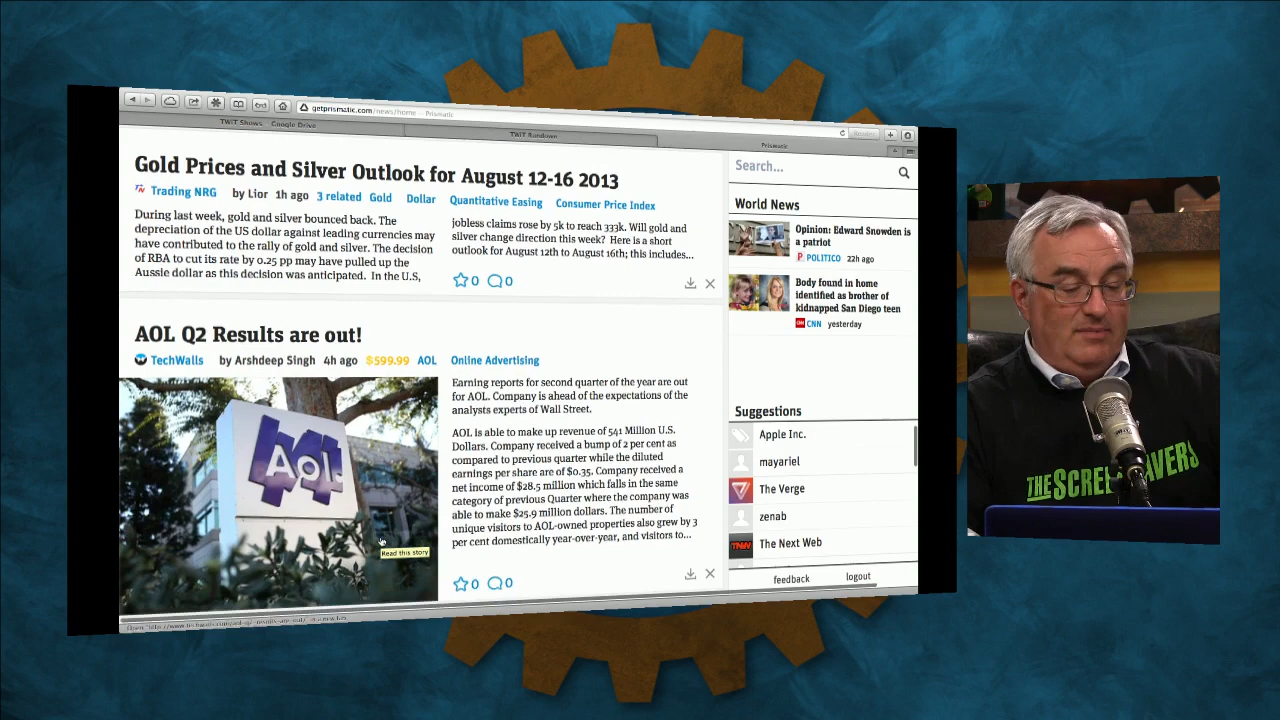 getprismatic.com/news/home — Prismatic
Reader
TWiT Shows
Google Drive
TWiT Rundown
Prismatic
Gold Prices and Silver Outlook for August 12-16 2013
Trading NRG by Lior 1h ago 3 related Gold Dollar Quantitative Easing Consumer Price Index
During last week, gold and silver bounced back. The
depreciation of the US dollar against leading currencies may
have contributed to the rally of gold and silver. The decision
of RBA to cut its rate by 0.25 pp may have pulled up the
Aussie dollar as this decision was anticipated. In the U.S,
jobless claims rose by 5k to reach 333k. Will gold and
silver change direction this week? Here is a short
outlook for August 12th to August 16th; this includes...
0 0
AOL Q2 Results are out!
TechWalls by Arshdeep Singh 4h ago $599.99 AOL Online Advertising
Aol.
Read this story
Earning reports for second quarter of the year are out
for AOL. Company is ahead of the expectations of the
analysts experts of Wall Street.
AOL is able to make up revenue of 541 Million U.S.
Dollars. Company received a bump of 2 per cent as
compared to previous quarter while the diluted
earnings per share are of $0.35. Company received a
net income of $28.5 million which falls in the same
category of previous Quarter where the company was
able to make $25.9 million dollars. The number of
unique visitors to AOL-owned properties also grew by 3
per cent domestically year-over-year, and visitors to...
0 0
Search...
World News
Opinion: Edward Snowden is
a patriot
P POLITICO 22h ago
Body found in home
identified as brother of
kidnapped San Diego teen
CNN CNN yesterday
Suggestions
Apple Inc.
mayariel
The Verge
zenab
TNW The Next Web
feedback logout
THE SCREEN SAVERS